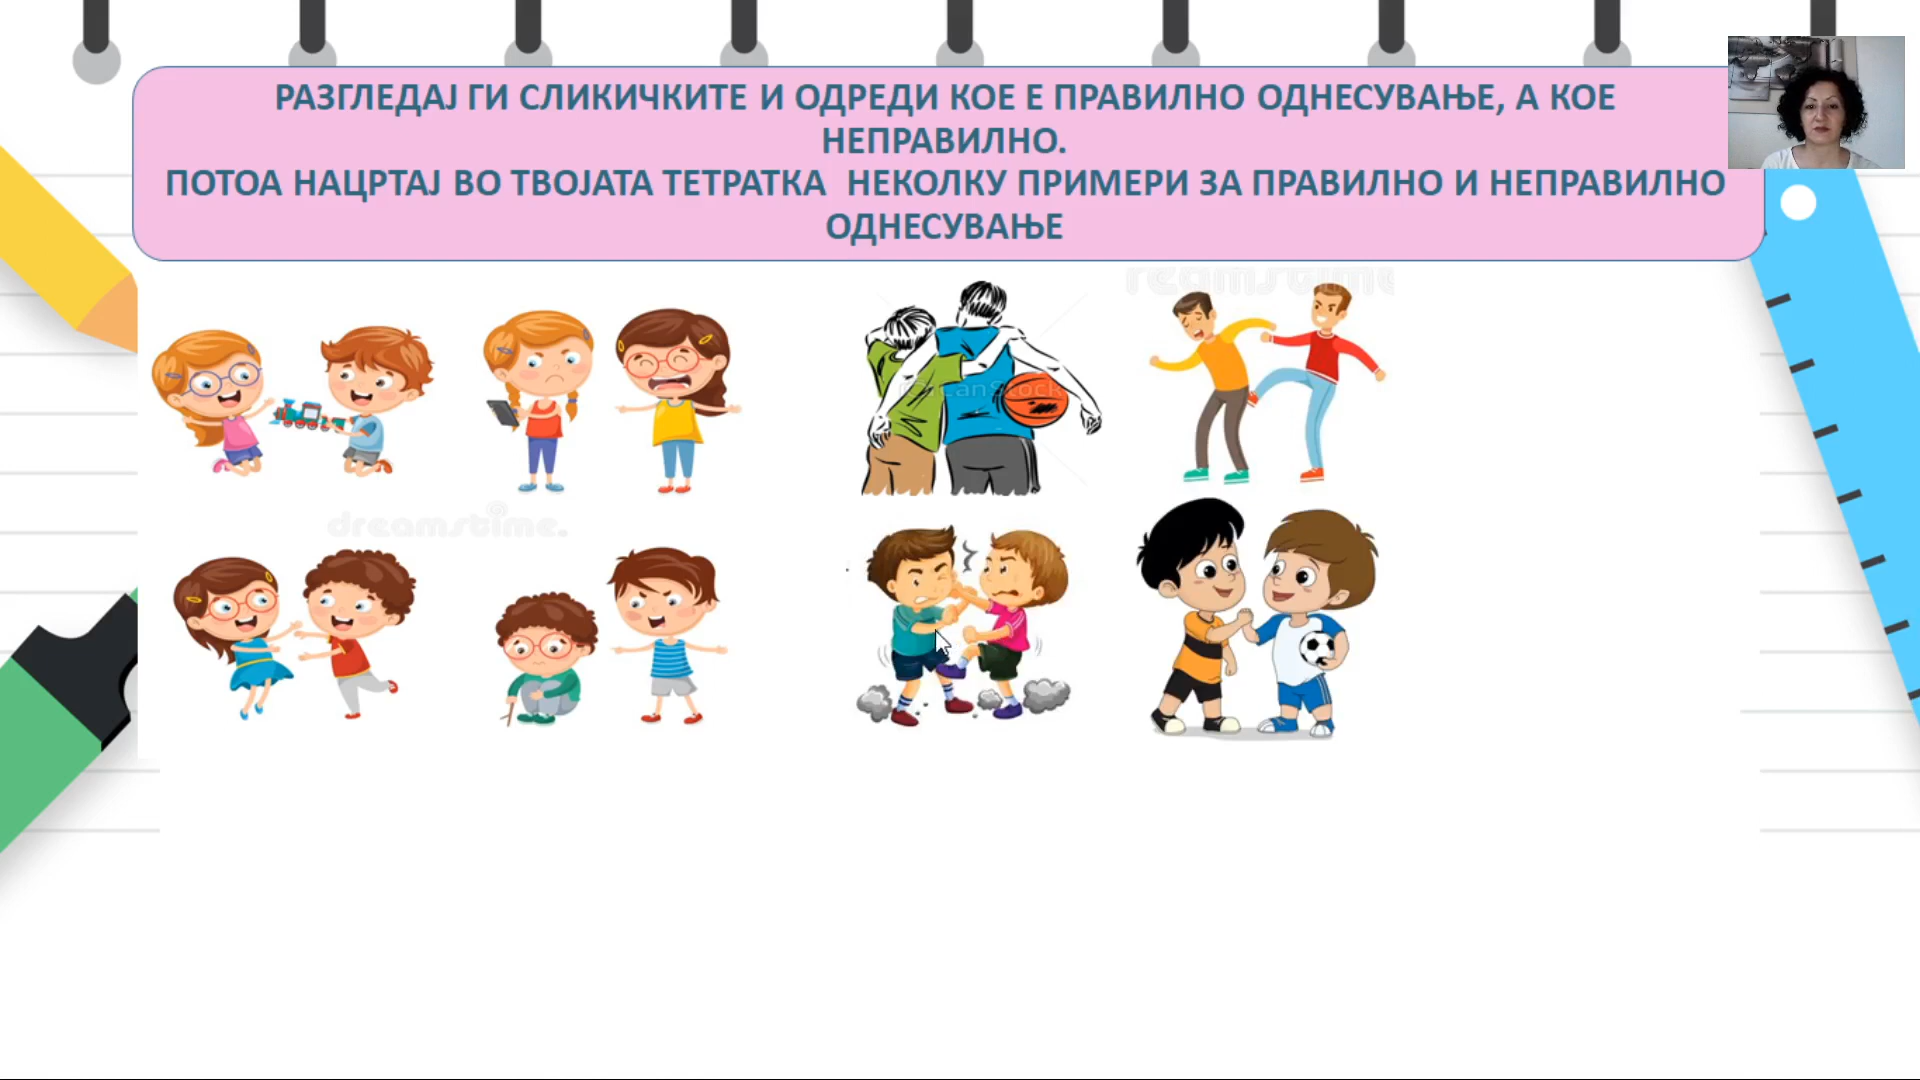 РАЗГЛЕДАЈ ГИ СЛИКИЧКИТЕ И ОДРЕДИ КОЕ Е ПРАВИЛНО ОДНЕСУВАЊЕ, А КОЕ
НЕПРАВИЛНО.
ПОТОА НАЦРТАЈ ВО ТВОЈАТА ТЕТРАТКА НЕКОЛКУ ПРИМЕРИ ЗА ПРАВИЛНО И НЕПРАВИЛНО
ОДНЕСУВАЊЕ
dreamstime.